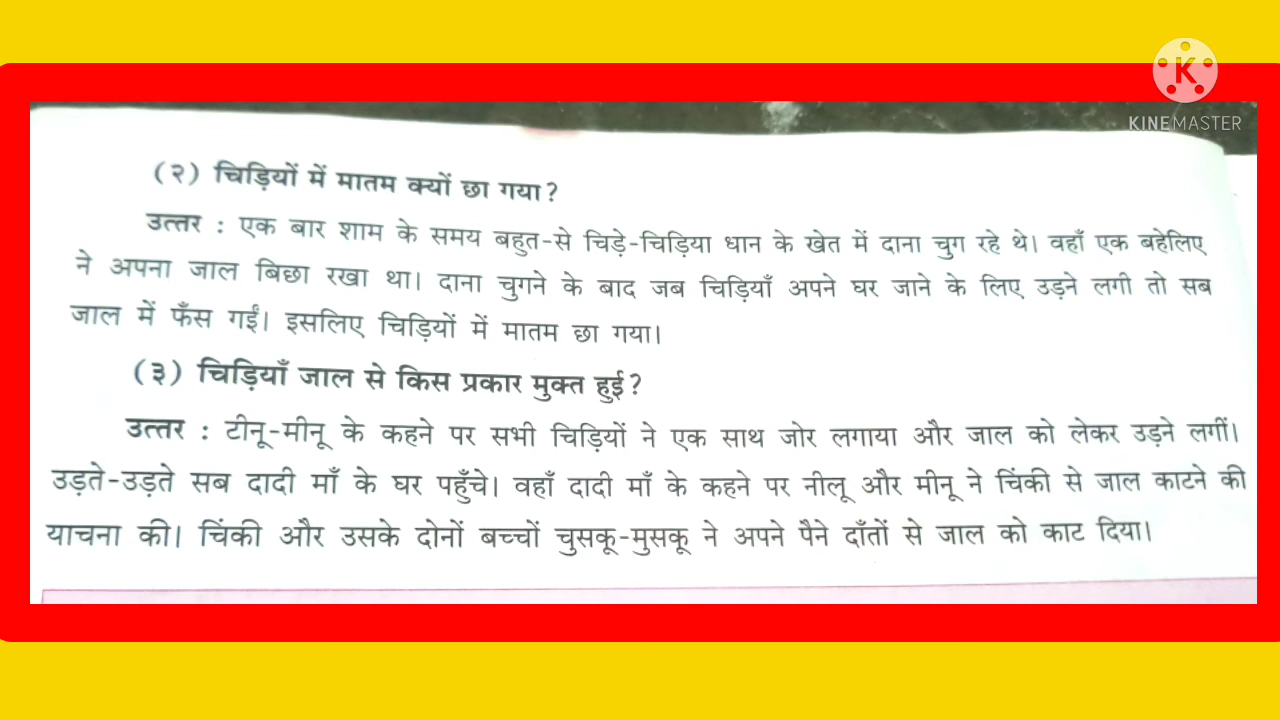 K
KINEMASTER
(२) चिड़ियों में मातम क्यों छा गया?
उत्तर : एक बार शाम के समय बहुत-से चिड़े-चिड़िया धान के खेत में दाना चुग रहे थे। वहाँ एक बहेलिए
ने अपना जाल बिछा रखा था। दाना चुगने के बाद जब चिड़ियाँ अपने घर जाने के लिए उड़ने लगी तो सब
जाल में फँस गईं। इसलिए चिड़ियों में मातम छा गया।
(३) चिड़ियाँ जाल से किस प्रकार मुक्त हुई?
उत्तर : टीनू-मीनू के कहने पर सभी चिड़ियों ने एक साथ जोर लगाया और जाल को लेकर उड़ने लगीं।
उड़ते-उड़ते सब दादी माँ के घर पहुँचे। वहाँ दादी माँ के कहने पर नीलू और मीनू ने चिंकी से जाल काटने की
याचना की। चिंकी और उसके दोनों बच्चों चुसकू-मुसकू ने अपने पैने दाँतों से जाल को काट दिया।